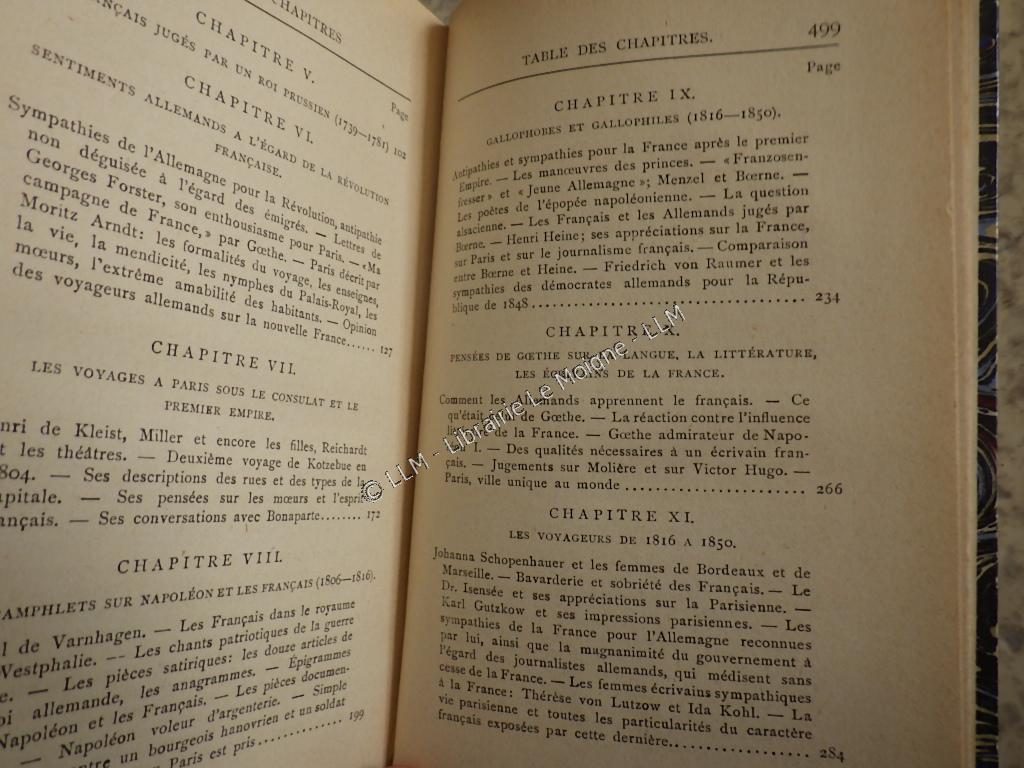 CHAPITRES
Page
NÇAIS JUGÉS PAR UN ROI PRUSSIEN (1739—1781) 102
CHAPITRE V.
CHAPITRE VI.
SENTIMENTS ALLEMANDS A L'ÉGARD DE LA RÉVOLUTION
FRANÇAISE.
Sympathies de l'Allemagne pour la Révolution, antipathie
non déguisée à l'égard des émigrés. — Lettres de
Georges Forster, son enthousiasme pour Paris. — «Ma
campagne de France,» par Gœthe. — Paris décrit par
Moritz Arndt: les formalités du voyage, les enseignes,
la vie, la mendicité, les nymphes du Palais-Royal, les
mœurs, l'extrême amabilité des habitants. — Opinion
des voyageurs allemands sur la nouvelle France...... 127
CHAPITRE VII.
LES VOYAGES A PARIS SOUS LE CONSULAT ET LE
PREMIER EMPIRE.
nri de Kleist, Miller et encore les filles, Reichardt
t les théâtres. — Deuxième voyage de Kotzebue en
804. — Ses descriptions des rues et des types de la
apitale. — Ses pensées sur les mœurs et l'esprit
ançais. — Ses conversations avec Bonaparte........ 172
CHAPITRE VIII.
AMPHLETS SUR NAPOLÉON ET LES FRANÇAIS (1806—1816).
l de Varnhagen. — Les Français dans le royaume
Westphalie. — Les chants patriotiques de la guerre
e. — Les pièces satiriques: les douze articles de
oi allemande, les anagrammes. — Épigrammes
Napoléon et les Français. — Les pièces documen-
— Napoléon voleur d'argenterie. — Simple
ntre un bourgeois hanovrien et un soldat
Paris est pris.............. 199
TABLE DES CHAPITRES. 499
Page
CHAPITRE IX.
GALLOPHOBES ET GALLOPHILES (1816—1850).
Antipathies et sympathies pour la France après le premier
Empire. — Les manœuvres des princes. — «Franzosen-
fresser» et «Jeune Allemagne»; Menzel et Bœrne. —
Les poètes de l'épopée napoléonienne. — La question
alsacienne. — Les Français et les Allemands jugés par
Bœrne. — Henri Heine; ses appréciations sur la France,
sur Paris et sur le journalisme français. — Comparaison
entre Bœrne et Heine. — Friedrich von Raumer et les
sympathies des démocrates allemands pour la Répu-
blique de 1848.................................. 234
CHAPITRE X.
PENSÉES DE GŒTHE SUR LA LANGUE, LA LITTÉRATURE,
LES ÉCRIVAINS DE LA FRANCE.
Comment les Allemands apprennent le français. — Ce
qu'était de Gœthe. — La réaction contre l'influence
de la France. — Gœthe admirateur de Napo-
I. — Des qualités nécessaires à un écrivain fran-
çais. — Jugements sur Molière et sur Victor Hugo. —
Paris, ville unique au monde ....................... 266
CHAPITRE XI.
LES VOYAGEURS DE 1816 A 1850.
Johanna Schopenhauer et les femmes de Bordeaux et de
Marseille. — Bavarderie et sobriété des Français. — Le
Dr. Isensée et ses appréciations sur la Parisienne. —
Karl Gutzkow et ses impressions parisiennes. — Les
sympathies de la France pour l'Allemagne reconnues
par lui, ainsi que la magnanimité du gouvernement à
l'égard des journalistes allemands, qui médisent sans
cesse de la France. — Les femmes écrivains sympathiques
à la France: Thérèse von Lutzow et Ida Kohl. — La
vie parisienne et toutes les particularités du caractère
français exposées par cette dernière................. 284
© LLM - Librairie Le Moigne - LLM